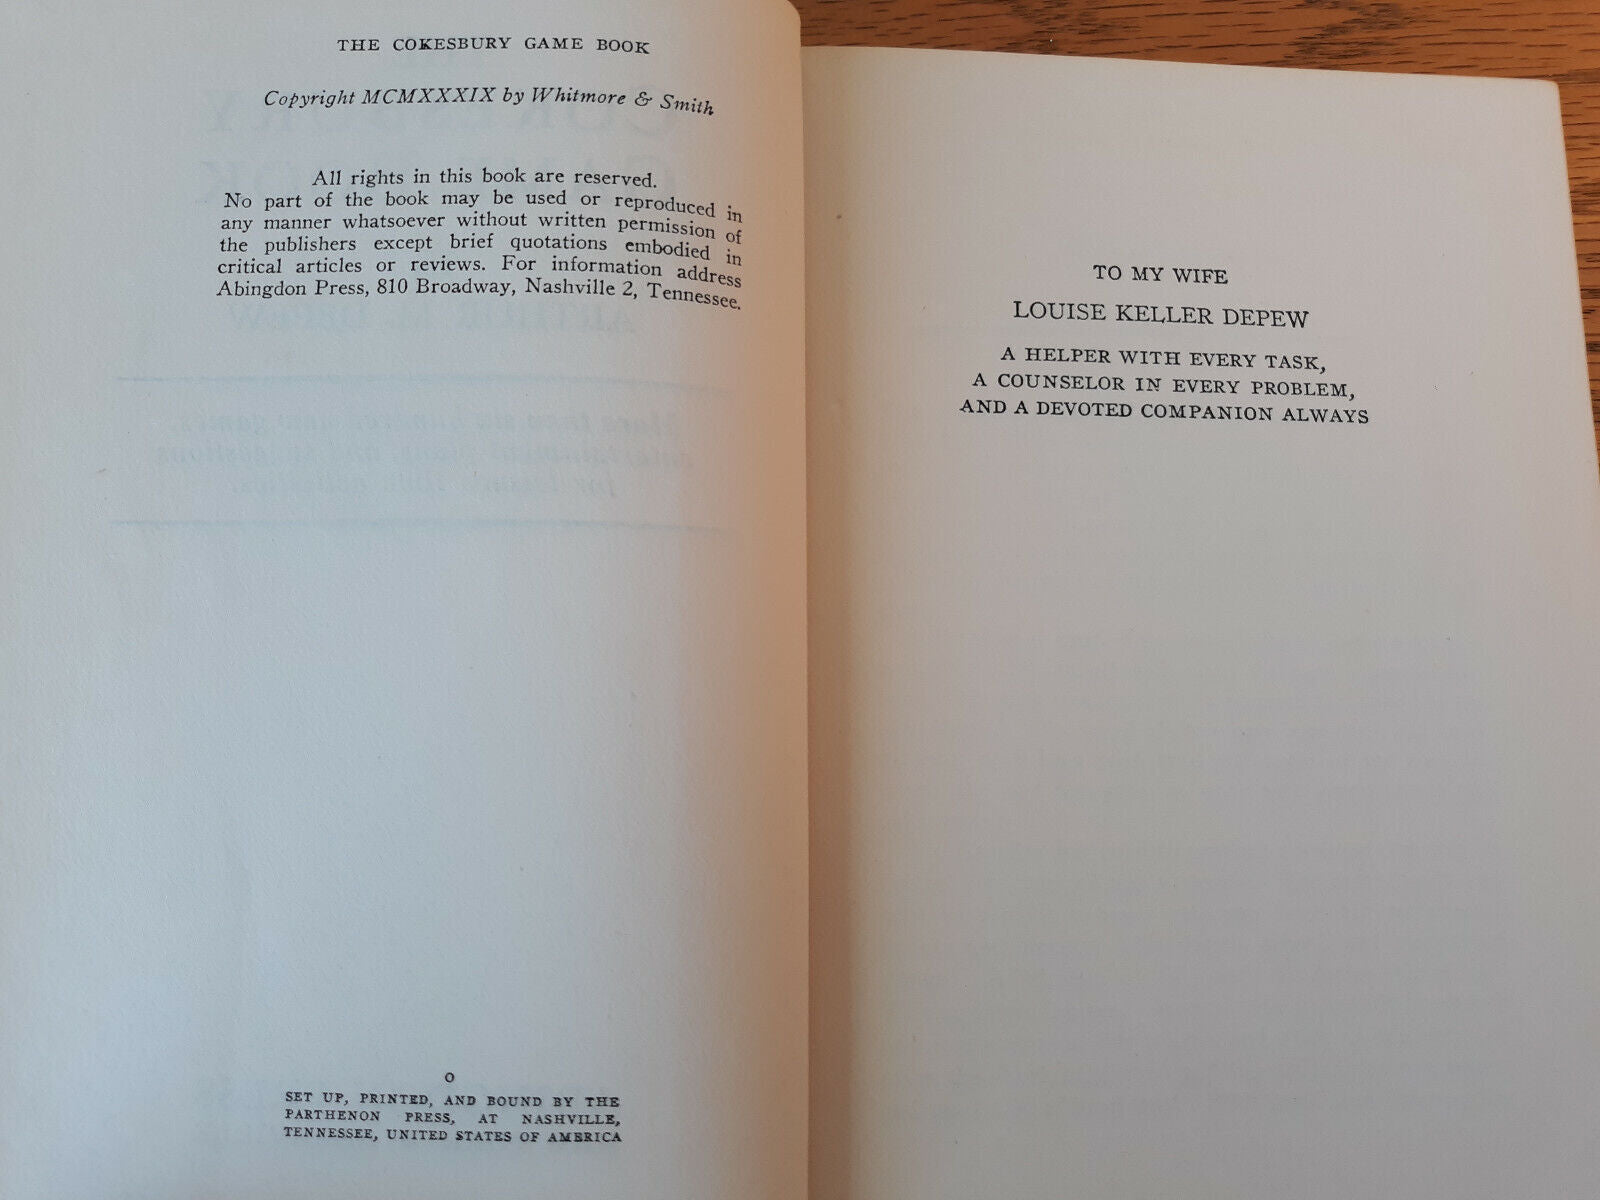 THE COKESBURY GAME BOOK
Copyright MCMXXXIX by Whitmore & Smith
All rights in this book are reserved.
No part of the book may be used or reproduced in
any manner whatsoever without written permission of
the publishers except brief quotations embodied in
critical articles or reviews. For information address
Abingdon Press, 810 Broadway, Nashville 2, Tennessee.
O
SET UP, PRINTED, AND BOUND BY THE
PARTHENON PRESS, AT NASHVILLE,
TENNESSEE, UNITED STATES OF AMERICA
TO MY WIFE
LOUISE KELLER DEPEW
A HELPER WITH EVERY TASK,
A COUNSELOR IN EVERY PROBLEM,
AND A DEVOTED COMPANION ALWAYS